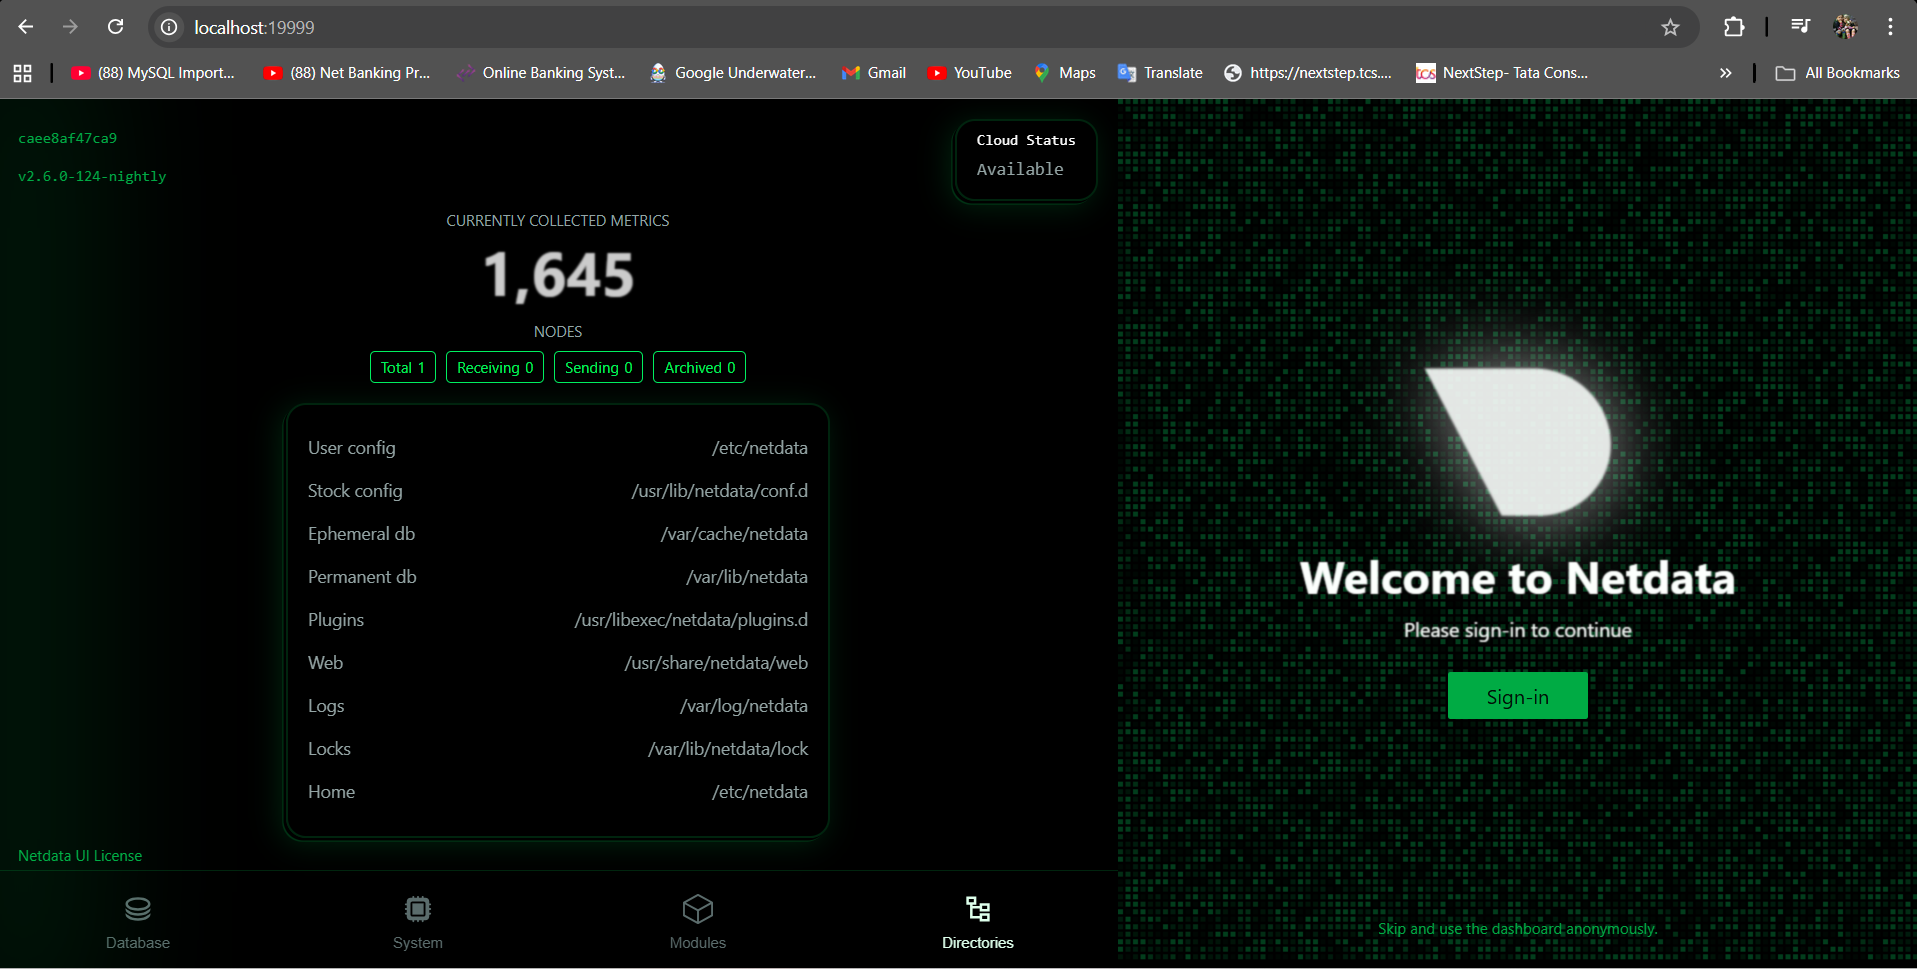 localhost:19999
(88) MySQL Import...
(88) Net Banking Pr...
Online Banking Syst...
Google Underwater...
Gmail
YouTube
Maps
Translate
https://nextstep.tcs....
tcs
NextStep- Tata Cons...
»
All Bookmarks
caee8af47ca9
v2.6.0-124-nightly
Cloud Status
Available
CURRENTLY COLLECTED METRICS
1,645
NODES
Total 1
Receiving 0
Sending 0
Archived 0
User config /etc/netdata
Stock config /usr/lib/netdata/conf.d
Ephemeral db /var/cache/netdata
Permanent db /var/lib/netdata
Plugins /usr/libexec/netdata/plugins.d
Web /usr/share/netdata/web
Logs /var/log/netdata
Locks /var/lib/netdata/lock
Home /etc/netdata
Netdata UI License
Database
System
Modules
Directories
Welcome to Netdata
Please sign-in to continue
Sign-in
Skip and use the dashboard anonymously.